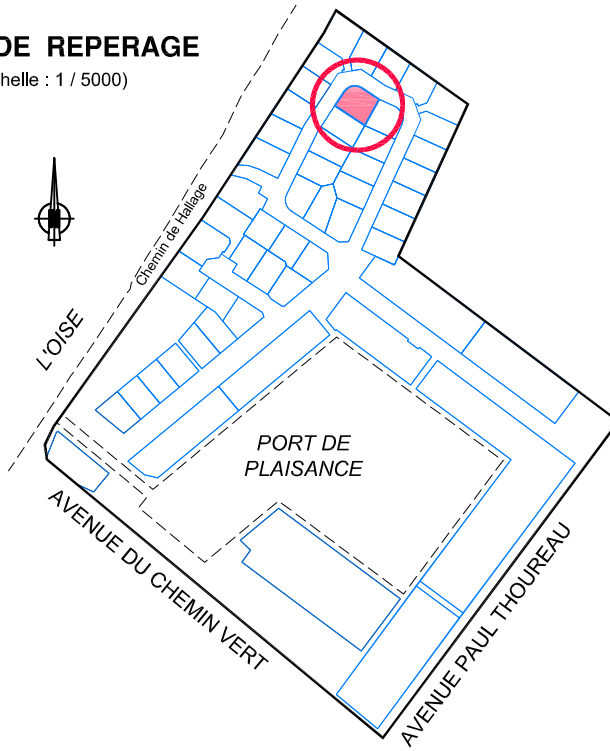 DE REPERAGE
helle : 1 / 5000)
Chemin de Hallage
L'OISE
PORT DE
PLAISANCE
AVENUE DU CHEMIN VERT
AVENUE PAUL THOUREAU